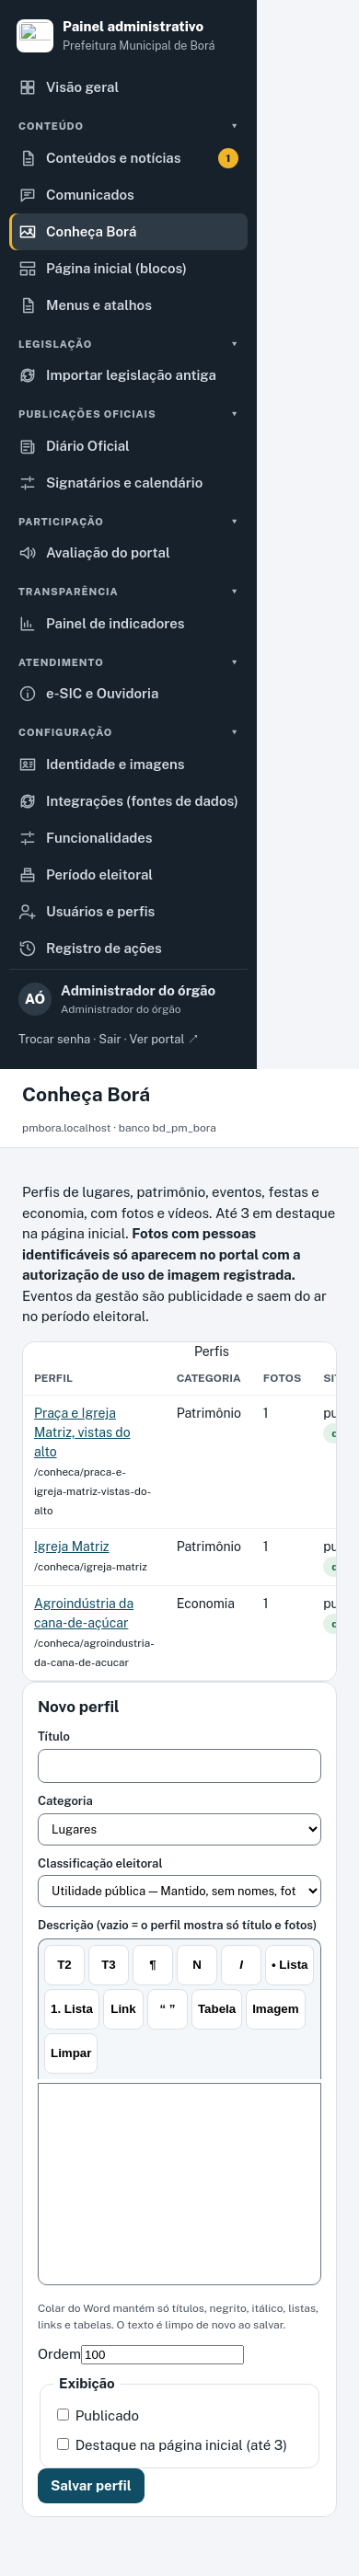 Painel administrativo
Prefeitura Municipal de Borá
Visão geral
CONTEÚDO
Conteúdos e notícias 1
Comunicados
Conheça Borá
Página inicial (blocos)
Menus e atalhos
LEGISLAÇÃO
Importar legislação antiga
PUBLICAÇÕES OFICIAIS
Diário Oficial
Signatários e calendário
PARTICIPAÇÃO
Avaliação do portal
TRANSPARÊNCIA
Painel de indicadores
ATENDIMENTO
e-SIC e Ouvidoria
CONFIGURAÇÃO
Identidade e imagens
Integrações (fontes de dados)
Funcionalidades
Período eleitoral
Usuários e perfis
Registro de ações
AÓ
Administrador do órgão
Administrador do órgão
Trocar senha · Sair · Ver portal ↗
Conheça Borá
pmbora.localhost · banco bd_pm_bora
Perfis de lugares, patrimônio, eventos, festas e
economia, com fotos e vídeos. Até 3 em destaque
na página inicial. Fotos com pessoas
identificáveis só aparecem no portal com a
autorização de uso de imagem registrada.
Eventos da gestão são publicidade e saem do ar
no período eleitoral.
Perfis
PERFIL CATEGORIA FOTOS
Praça e Igreja Patrimônio 1
Matriz, vistas do
alto
/conheca/praca-e-
igreja-matriz-vistas-do-
alto
Igreja Matriz Patrimônio 1
/conheca/igreja-matriz
Agroindústria da Economia 1
cana-de-açúcar
/conheca/agroindustria-
da-cana-de-acucar
Novo perfil
Título
Categoria
Lugares
Classificação eleitoral
Utilidade pública — Mantido, sem nomes, fot
Descrição (vazio = o perfil mostra só título e fotos)
T2 T3 ¶ N I • Lista
1. Lista Link “ ” Tabela Imagem
Limpar
Colar do Word mantém só títulos, negrito, itálico, listas,
links e tabelas. O texto é limpo de novo ao salvar.
Ordem 100
Exibição
Publicado
Destaque na página inicial (até 3)
Salvar perfil